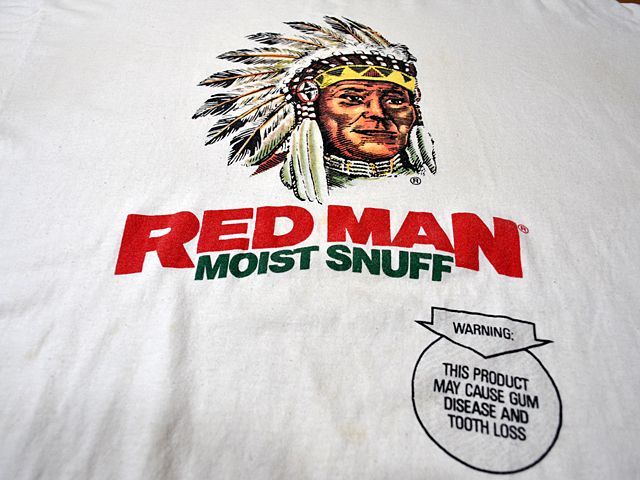 ®
RED MAN®
MOIST SNUFF
WARNING:
THIS PRODUCT
MAY CAUSE GUM
DISEASE AND
TOOTH LOSS